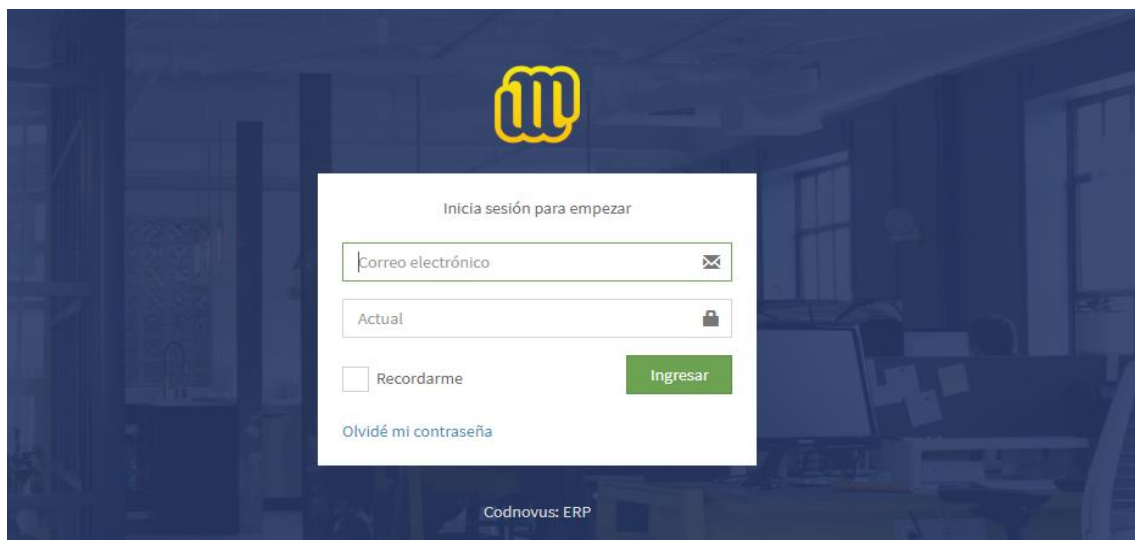 Inicia sesión para empezar
Correo electrónico
Actual
Recordarme
Ingresar
Olvidé mi contraseña
Codnovus: ERP